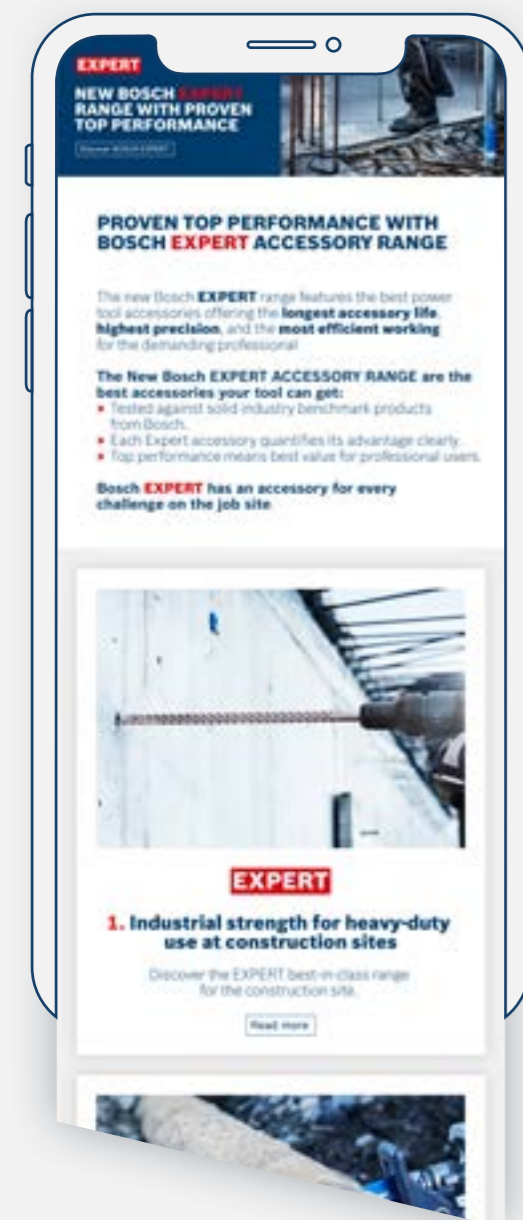 EXPERT
NEW BOSCH EXPERT
RANGE WITH PROVEN
TOP PERFORMANCE
Discover BOSCH EXPERT
PROVEN TOP PERFORMANCE WITH
BOSCH EXPERT ACCESSORY RANGE
The new Bosch EXPERT range features the best power
tool accessories offering the longest accessory life,
highest precision, and the most efficient working
for the demanding professional
The New Bosch EXPERT ACCESSORY RANGE are the
best accessories your tool can get:
Tested against solid industry benchmark products
from Bosch.
Each Expert accessory quantifies its advantage clearly.
Top performance means best value for professional users.
Bosch EXPERT has an accessory for every
challenge on the job site
EXPERT
1. Industrial strength for heavy-duty
use at construction sites
Discover the EXPERT best-in-class range
for the construction site.
Read more